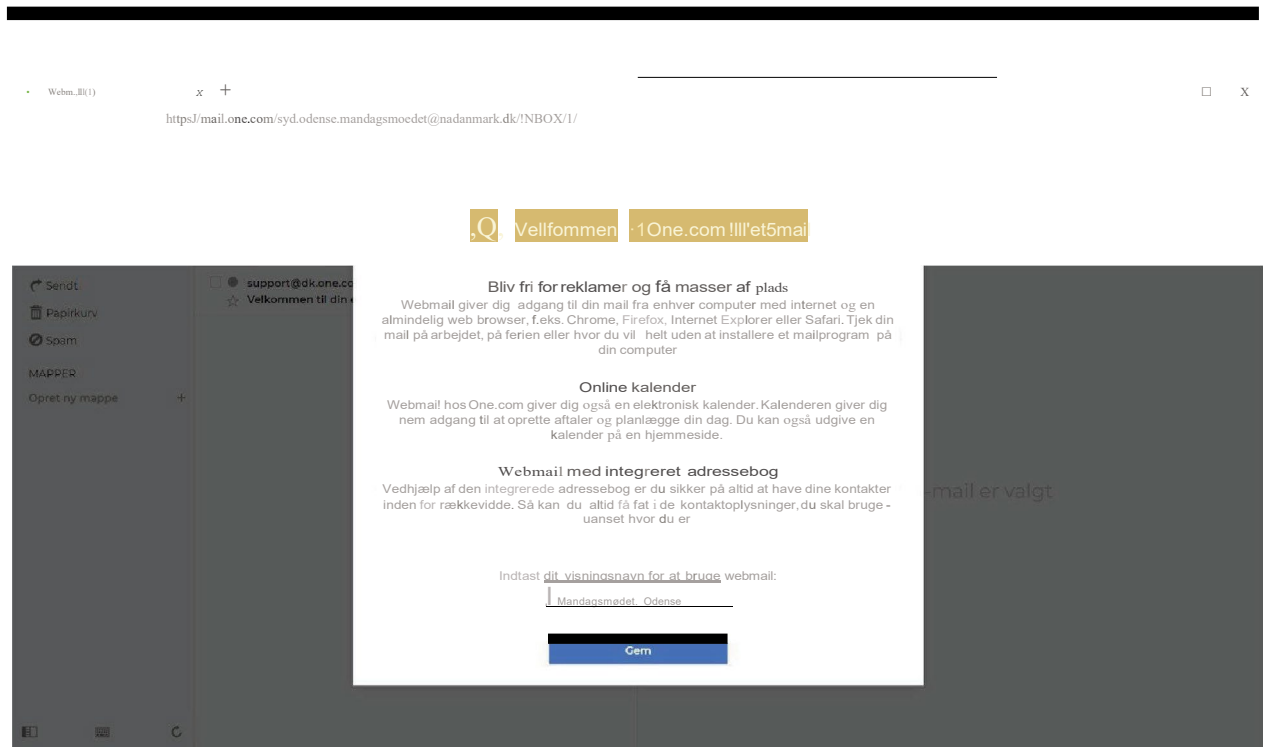 Webm.,lll(1) x +
□ X
httpsJ/mail.one.com/syd.odense.mandagsmoedet@nadanmark.dk/!NBOX/1/
,Q. Vellfommen ·1One.com !lll'et5mai
Sendt
Papirkurv
Spam
MAPPER
Opret ny mappe +
support@dk.one.co
Velkommen til din e
Bliv fri for reklamer og få masser af plads
Webmail giver dig adgang til din mail fra enhver computer med internet og en
almindelig web browser, f.eks. Chrome, Firefox, Internet Explorer eller Safari. Tjek din
mail på arbejdet, på ferien eller hvor du vil helt uden at installere et mailprogram på
din computer
Online kalender
Webmai! hos One.com giver dig også en elektronisk kalender. Kalenderen giver dig
nem adgang til at oprette aftaler og planlægge din dag. Du kan også udgive en
kalender på en hjemmeside.
Webmail med integreret adressebog
Vedhjælp af den integrerede adressebog er du sikker på altid at have dine kontakter
inden for rækkevidde. Så kan du altid få fat i de kontaktoplysninger, du skal bruge -
uanset hvor du er
-mail er valgt
Indtast dit visningsnavn for at bruge webmail:
Mandagsmødet. Odense
Gem